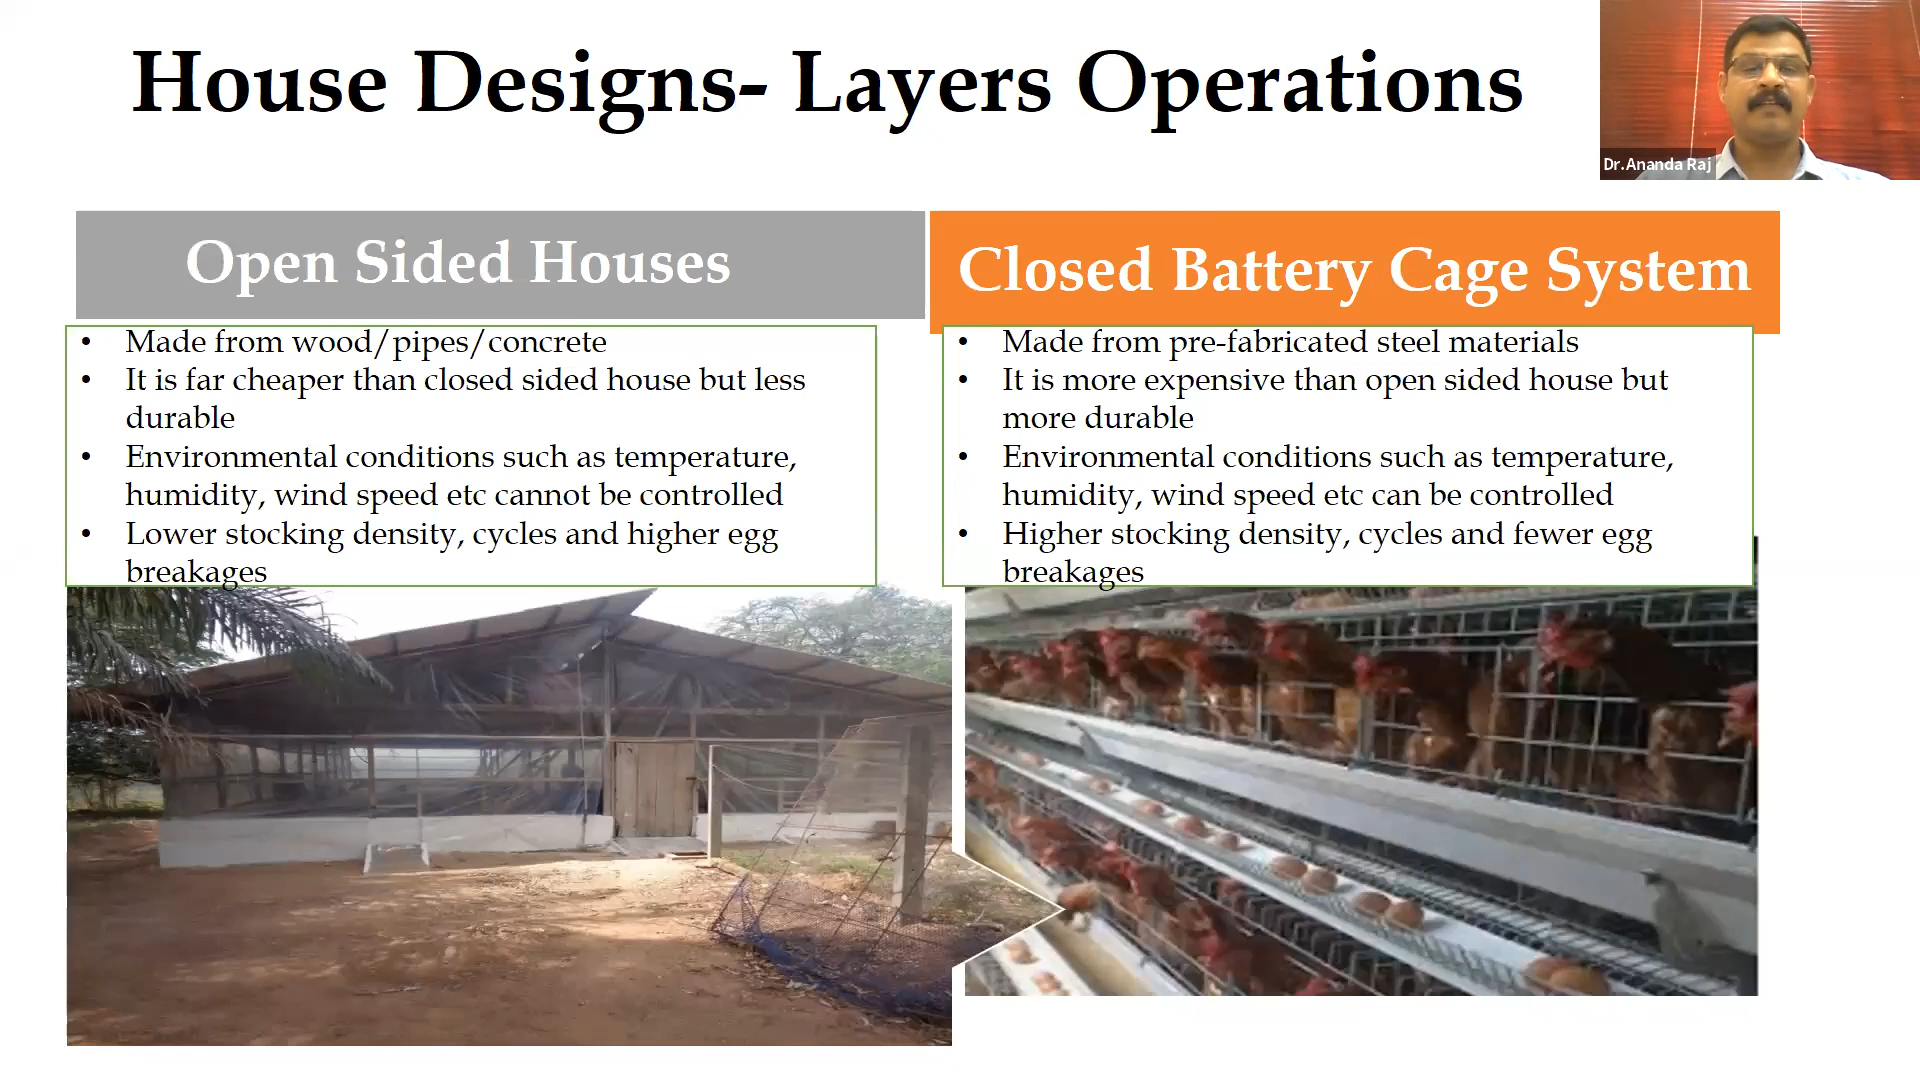 House Designs- Layers Operations
Dr.Ananda Raj
Open Sided Houses
• Made from wood/pipes/concrete
• It is far cheaper than closed sided house but less
durable
• Environmental conditions such as temperature,
humidity, wind speed etc cannot be controlled
• Lower stocking density, cycles and higher egg
breakages
Closed Battery Cage System
• Made from pre-fabricated steel materials
• It is more expensive than open sided house but
more durable
• Environmental conditions such as temperature,
humidity, wind speed etc can be controlled
• Higher stocking density, cycles and fewer egg
breakages